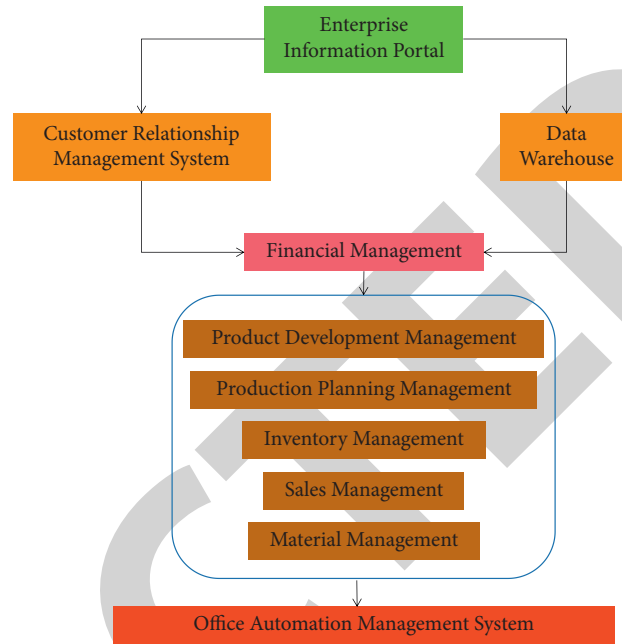 Enterprise
Information Portal
Customer Relationship
Management System
Data
Warehouse
Financial Management
Product Development Management
Production Planning Management
Inventory Management
Sales Management
Material Management
Office Automation Management System